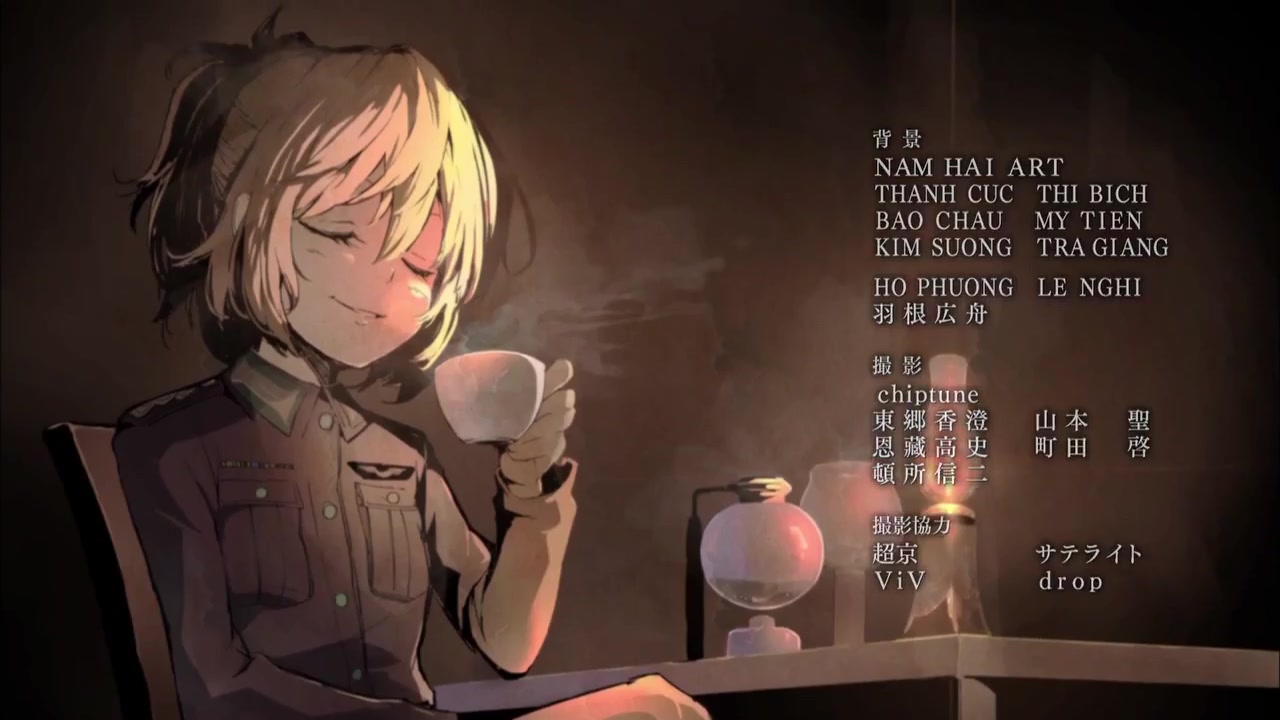 背景
NAM HAI ART
THANH CUC THI BICH
BAO CHAU MY TIEN
KIM SUONG TRA GIANG
HO PHUONG LE NGHI
羽根広舟
撮影
chiptune
東郷香澄 山本 聖
恩藏高史 町田 啓
頓所信二
撮影協力
超京 サテライト
ViV drop